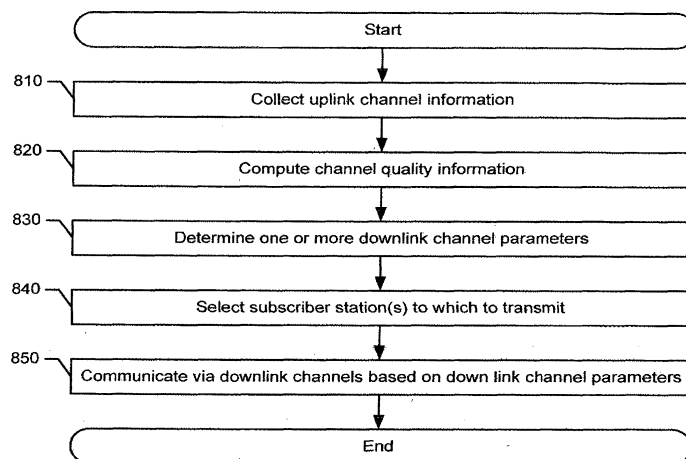 Start
810
Collect uplink channel information
820
Compute channel quality information
830
Determine one or more downlink channel parameters
840
Select subscriber station(s) to which to transmit
850
Communicate via downlink channels based on down link channel parameters
End